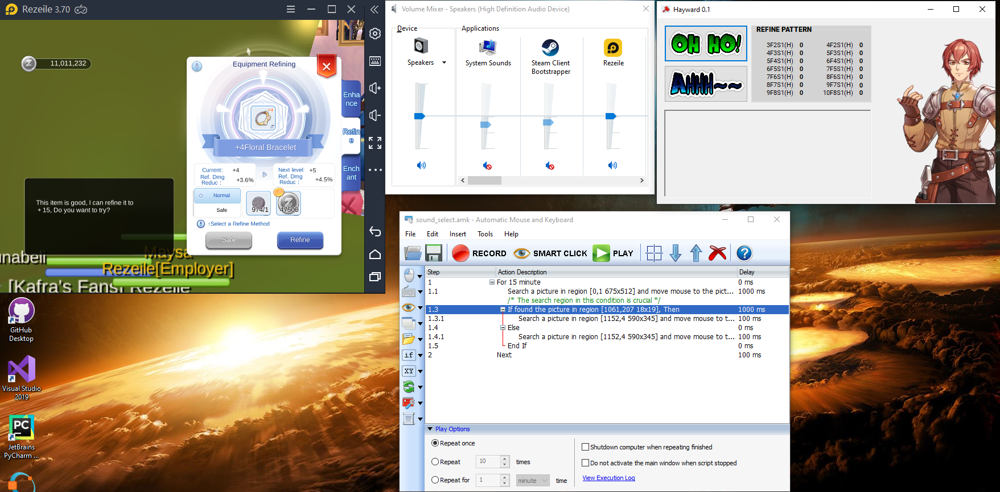 Rezeile 3.70
11,011,232
Equipment Refining
+4
+4Floral Bracelet
Current: +4
Ref. Dmg
Reduc : +3.6%
Next level: +5
Ref. Dmg
Reduc : +4.5%
Normal
Safe
974/1
47500
↑Select a Refine Method
Safe
Refine
Enha
nce
Refin
e
Ench
ant
This item is good, I can refine it to
+ 15, Do you want to try?
Maysa
Rezeile[Employer]
[Kafra's Fans] Rezeile
GitHub
Desktop
Visual Studio
2019
PC
JetBrains
PyCharm ...
Volume Mixer - Speakers (High Definition Audio Device)
Device
Applications
Speakers
System Sounds
Steam Client
Bootstrapper
Rezeile
Hayward 0.1
OH HO!
AHHH~~
REFINE PATTERN
3F2S1(H) 0 4F2S1(H) 0
4F3S1(H) 0 5F3S1(H) 0
5F4S1(H) 0 6F4S1(H) 0
6F5S1(H) 0 7F5S1(H) 0
7F6S1(H) 0 8F6S1(H) 0
8F7S1(H) 0 9F7S1(H) 0
9F8S1(H) 0 10F8S1(H) 0
sound_select.amk - Automatic Mouse and Keyboard
File Edit Insert Tools Help
RECORD SMART CLICK PLAY
Step Action Description Delay
1 For 15 minute 0 ms
1.1 Search a picture in region [0,1 675x512] and move mouse to the pict... 1000 ms
/* The search region in this condition is crucial */
1.3 If found the picture in region [1061,207 18x19], Then 1000 ms
1.3.1 Search a picture in region [1152,4 590x345] and move mouse to t... 100 ms
1.4 Else 0 ms
1.4.1 Search a picture in region [1152,4 590x345] and move mouse to t... 100 ms
1.5 End If 0 ms
2 Next 100 ms
if
XY
Play Options
Repeat once
Repeat 10 times
Repeat for 1 minute time
Shutdown computer when repeating finished
Do not activate the main window when script stopped
View Execution Log